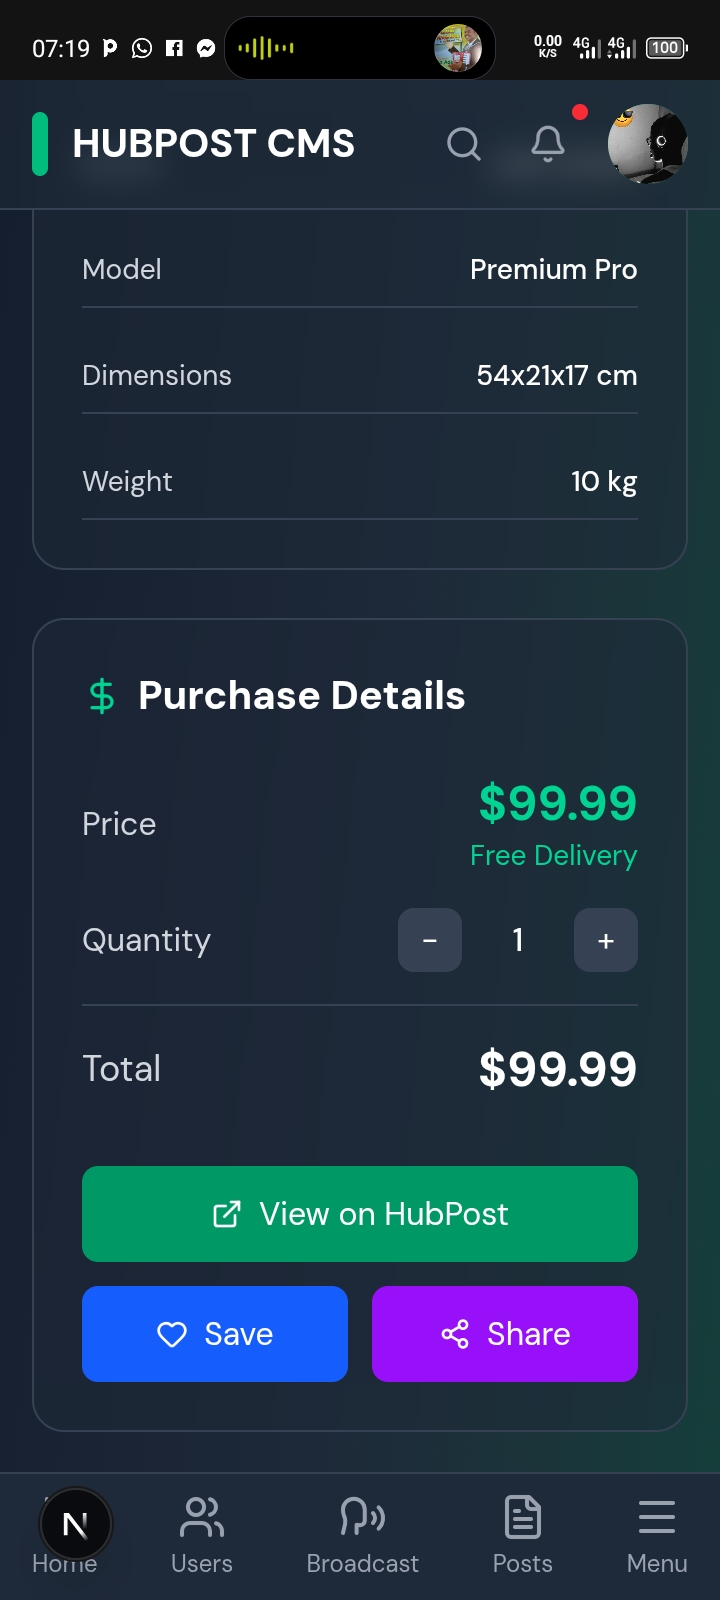 07:19 0.00 K/S 4G 4G 100
HUBPOST CMS
Model Premium Pro
Dimensions 54x21x17 cm
Weight 10 kg
Purchase Details
Price $99.99
Free Delivery
Quantity − 1 +
Total $99.99
View on HubPost
Save Share
N
Home Users Broadcast Posts Menu